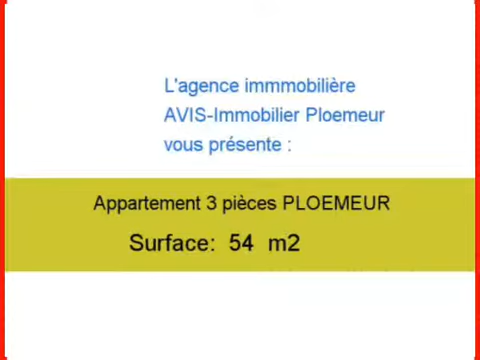 L'agence immmobilière
AVIS-Immobilier Ploemeur
vous présente :
Appartement 3 pièces PLOEMEUR
Surface: 54 m2